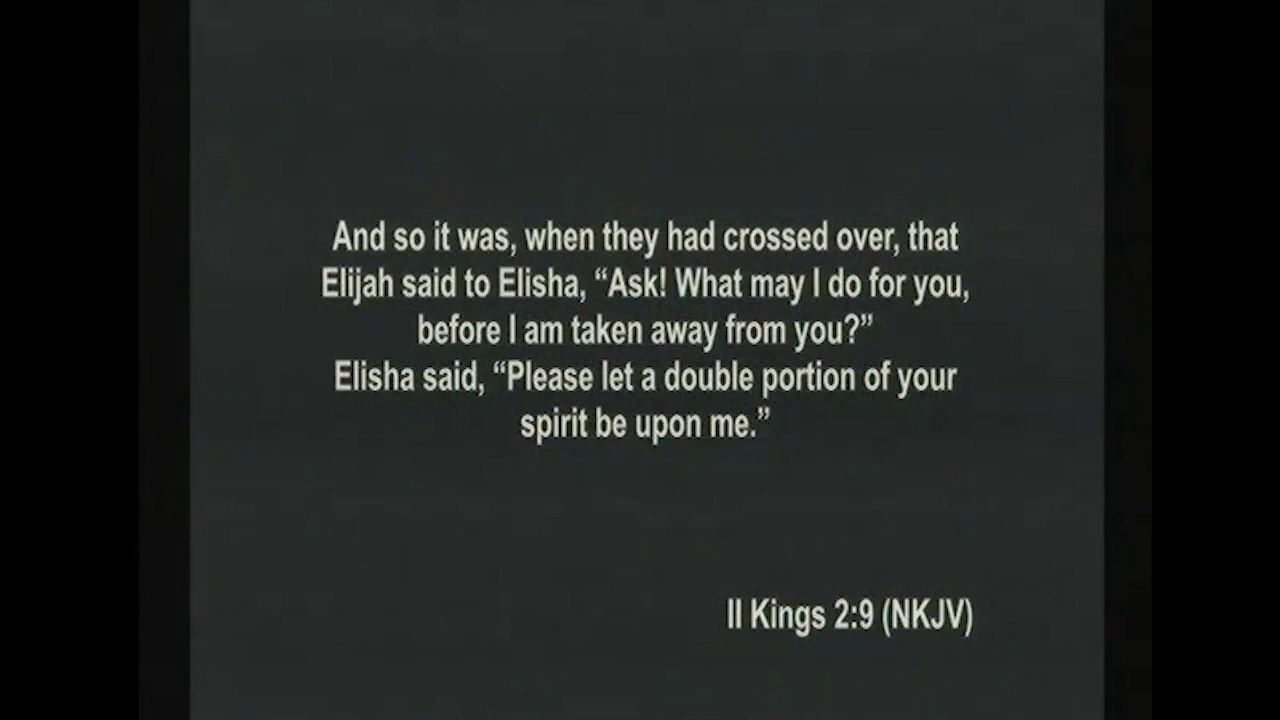 And so it was, when they had crossed over, that
Elijah said to Elisha, “Ask! What may I do for you,
before I am taken away from you?”
Elisha said, “Please let a double portion of your
spirit be upon me.”
II Kings 2:9 (NKJV)